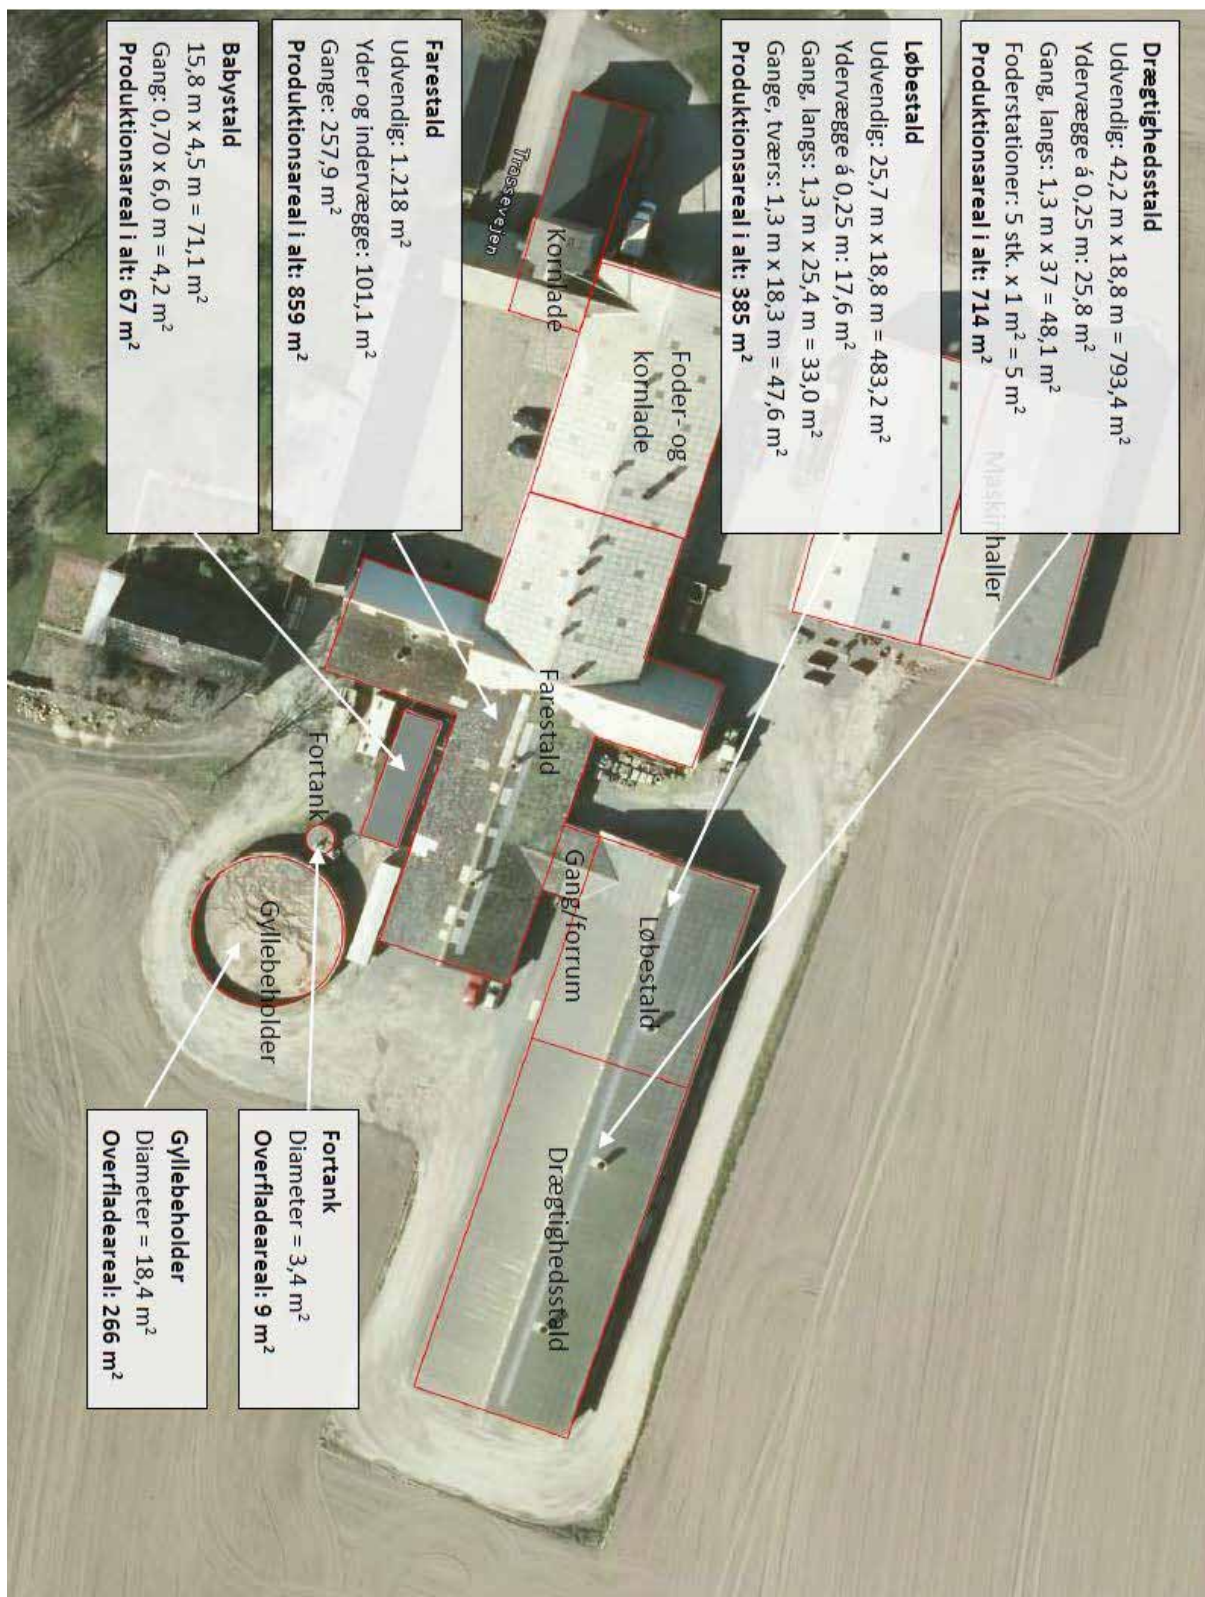 Drægtighedsstald
Udvendig: 42,2 m x 18,8 m = 793,4 m²
Ydervægge á 0,25 m: 25,8 m²
Gang, langs: 1,3 m x 37 = 48,1 m²
Foderstationer: 5 stk. x 1 m² = 5 m²
Produktionsareal i alt: 714 m²
Løbestald
Udvendig: 25,7 m x 18,8 m = 483,2 m²
Ydervægge á 0,25 m: 17,6 m²
Gang, langs: 1,3 m x 25,4 m = 33,0 m²
Gange, tværs: 1,3 m x 18,3 m = 47,6 m²
Produktionsareal i alt: 385 m²
Farestald
Udvendig: 1.218 m²
Yder og indervægge: 101,1 m²
Gange: 257,9 m²
Produktionsareal i alt: 859 m²
Babystald
15,8 m x 4,5 m = 71,1 m²
Gang: 0,70 x 6,0 m = 4,2 m²
Produktionsareal i alt: 67 m²
Maskinhaller
Foder- og
kornlade
Kornlade
Trossevejen
Farestald
Fortank
Gyllebeholder
Gang/forrum
Løbestald
Drægtighedsstald
Fortank
Diameter = 3,4 m²
Overfladeareal: 9 m²
Gyllebeholder
Diameter = 18,4 m²
Overfladeareal: 266 m²